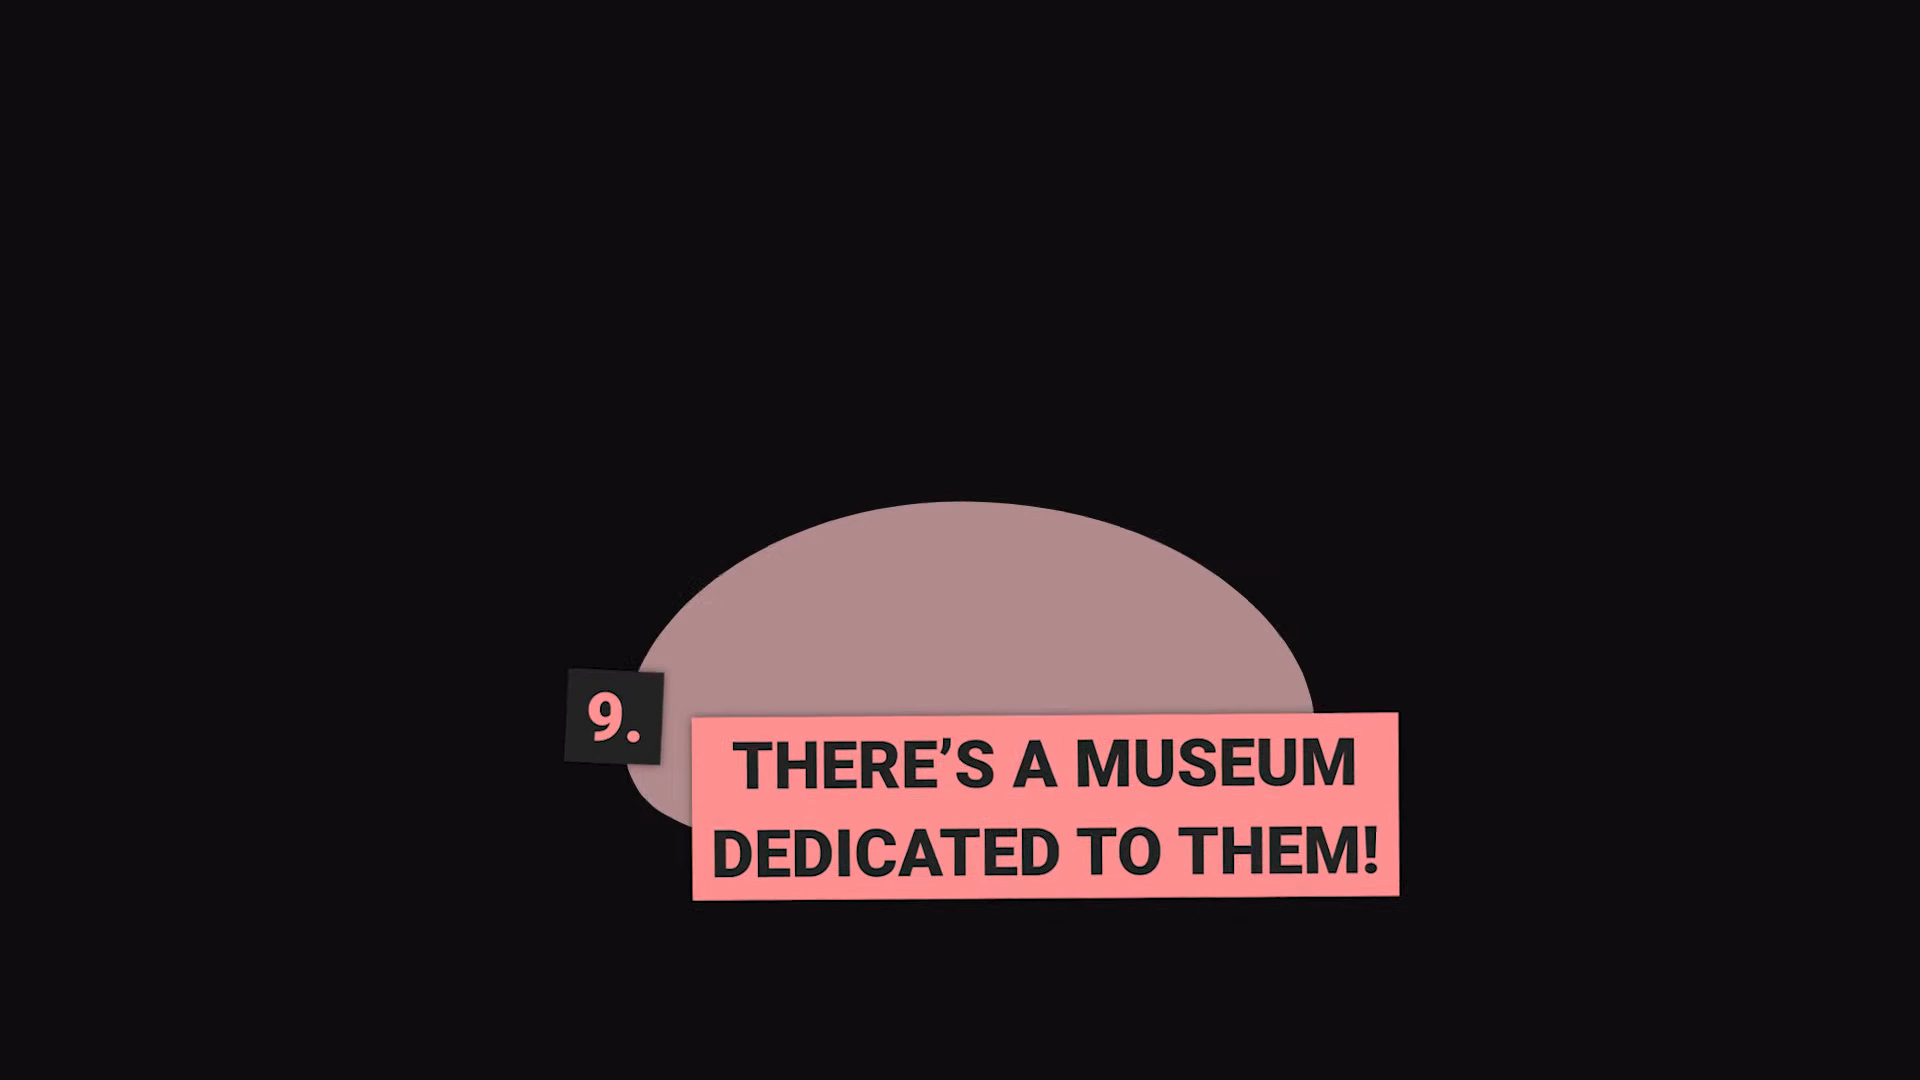 9.
THERE’S A MUSEUM
DEDICATED TO THEM!